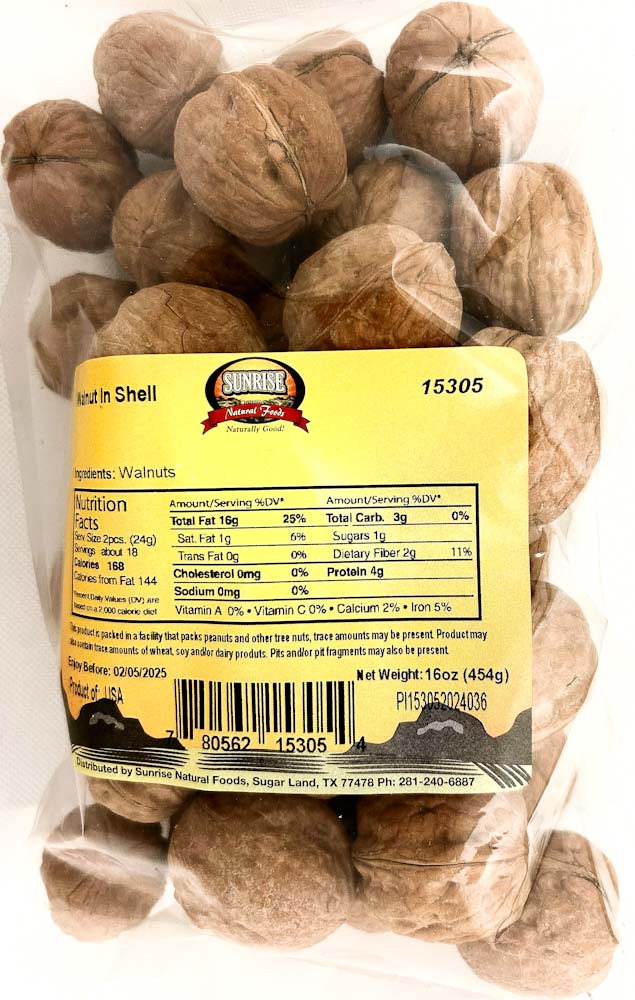 Walnut In Shell
SUNRISE
Natural Foods
Naturally Good!
15305
Ingredients: Walnuts
Nutrition
Facts
Serv. Size 2pcs. (24g)
Servings about 18
Calories 168
Calories from Fat 144
*Percent Daily Values (DV) are
based on a 2,000 calorie diet
Amount/Serving %DV* Amount/Serving %DV*
Total Fat 16g 25% Total Carb. 3g 0%
Sat. Fat 1g 6% Sugars 1g
Trans Fat 0g 0% Dietary Fiber 2g 11%
Cholesterol 0mg 0% Protein 4g
Sodium 0mg 0%
Vitamin A 0% • Vitamin C 0% • Calcium 2% • Iron 5%
This product is packed in a facility that packs peanuts and other tree nuts, trace amounts may be present. Product may
also contain trace amounts of wheat, soy and/or dairy produts. Pits and/or pit fragments may also be present.
Enjoy Before: 02/05/2025
Net Weight: 16oz (454g)
Product of: USA
PI153052024036
7 80562 15305 4
Distributed by Sunrise Natural Foods, Sugar Land, TX 77478 Ph: 281-240-6887